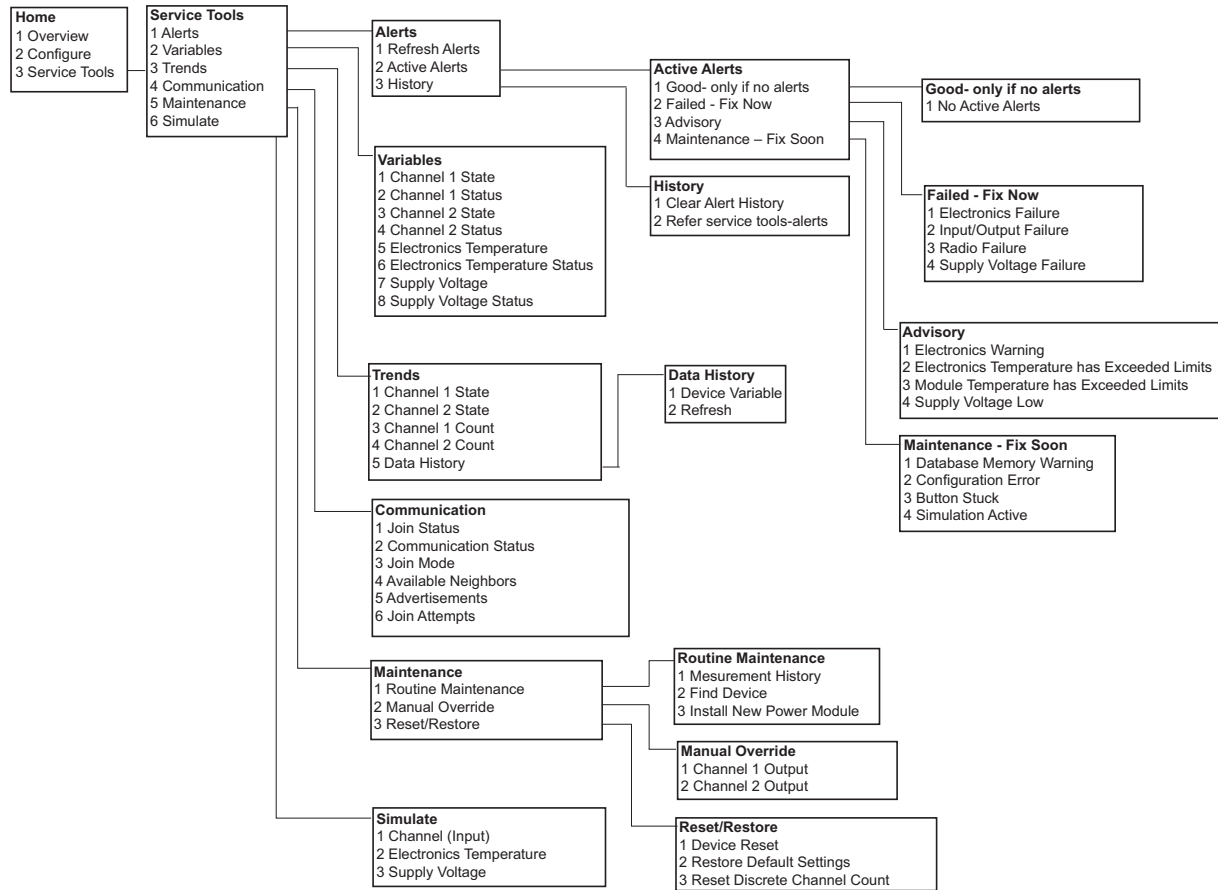 Home
1 Overview
2 Configure
3 Service Tools
Service Tools
1 Alerts
2 Variables
3 Trends
4 Communication
5 Maintenance
6 Simulate
Alerts
1 Refresh Alerts
2 Active Alerts
3 History
Active Alerts
1 Good- only if no alerts
2 Failed - Fix Now
3 Advisory
4 Maintenance – Fix Soon
Good- only if no alerts
1 No Active Alerts
Variables
1 Channel 1 State
2 Channel 1 Status
3 Channel 2 State
4 Channel 2 Status
5 Electronics Temperature
6 Electronics Temperature Status
7 Supply Voltage
8 Supply Voltage Status
History
1 Clear Alert History
2 Refer service tools-alerts
Failed - Fix Now
1 Electronics Failure
2 Input/Output Failure
3 Radio Failure
4 Supply Voltage Failure
Advisory
1 Electronics Warning
2 Electronics Temperature has Exceeded Limits
3 Module Temperature has Exceeded Limits
4 Supply Voltage Low
Trends
1 Channel 1 State
2 Channel 2 State
3 Channel 1 Count
4 Channel 2 Count
5 Data History
Data History
1 Device Variable
2 Refresh
Maintenance - Fix Soon
1 Database Memory Warning
2 Configuration Error
3 Button Stuck
4 Simulation Active
Communication
1 Join Status
2 Communication Status
3 Join Mode
4 Available Neighbors
5 Advertisements
6 Join Attempts
Maintenance
1 Routine Maintenance
2 Manual Override
3 Reset/Restore
Routine Maintenance
1 Mesurement History
2 Find Device
3 Install New Power Module
Manual Override
1 Channel 1 Output
2 Channel 2 Output
Simulate
1 Channel (Input)
2 Electronics Temperature
3 Supply Voltage
Reset/Restore
1 Device Reset
2 Restore Default Settings
3 Reset Discrete Channel Count